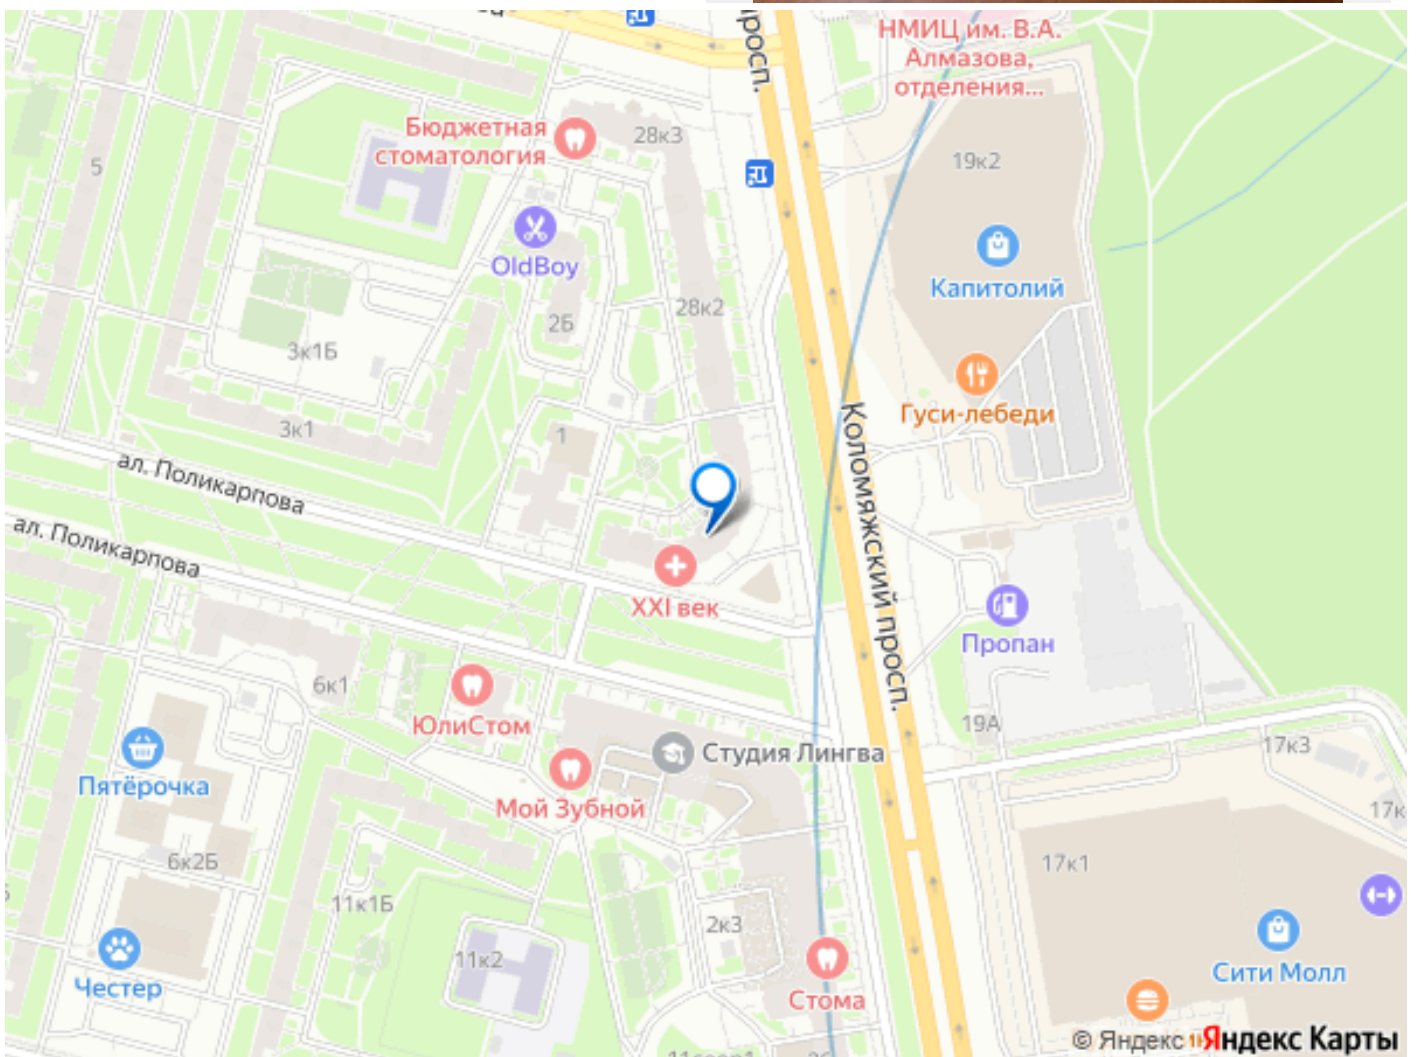 просп.
НМИЦ им. В.А.
Алмазова,
отделения...
Бюджетная
стоматология
28к3
19к2
5
OldBoy
Капитолий
2Б
28к2
3к1Б
Гуси-лебеди
3к1
1
ал. Поликарпова
Коломяжский просп.
ал. Поликарпова
XXI век
Пропан
6к1
ЮлиСтом
19А
Студия Лингва
17к3
Пятёрочка
Мой Зубной
17к
6к2Б
17к1
11к1Б
2к3
11к2
Сити Молл
Честер
Стома
© Яндекс Яндекс Карты